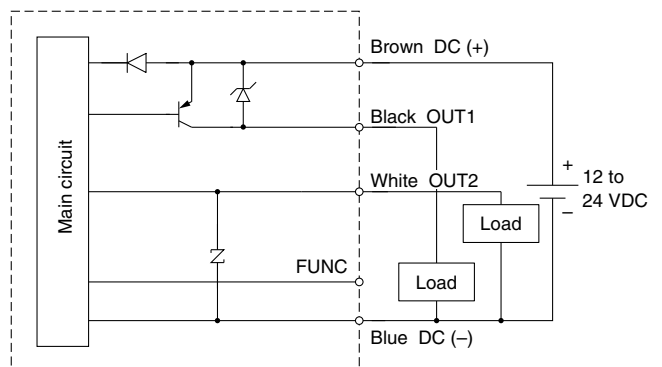 Main circuit
Brown DC (+)
Black OUT1
White OUT2
FUNC
Blue DC (–)
Load
Load
+
12 to
24 VDC
–